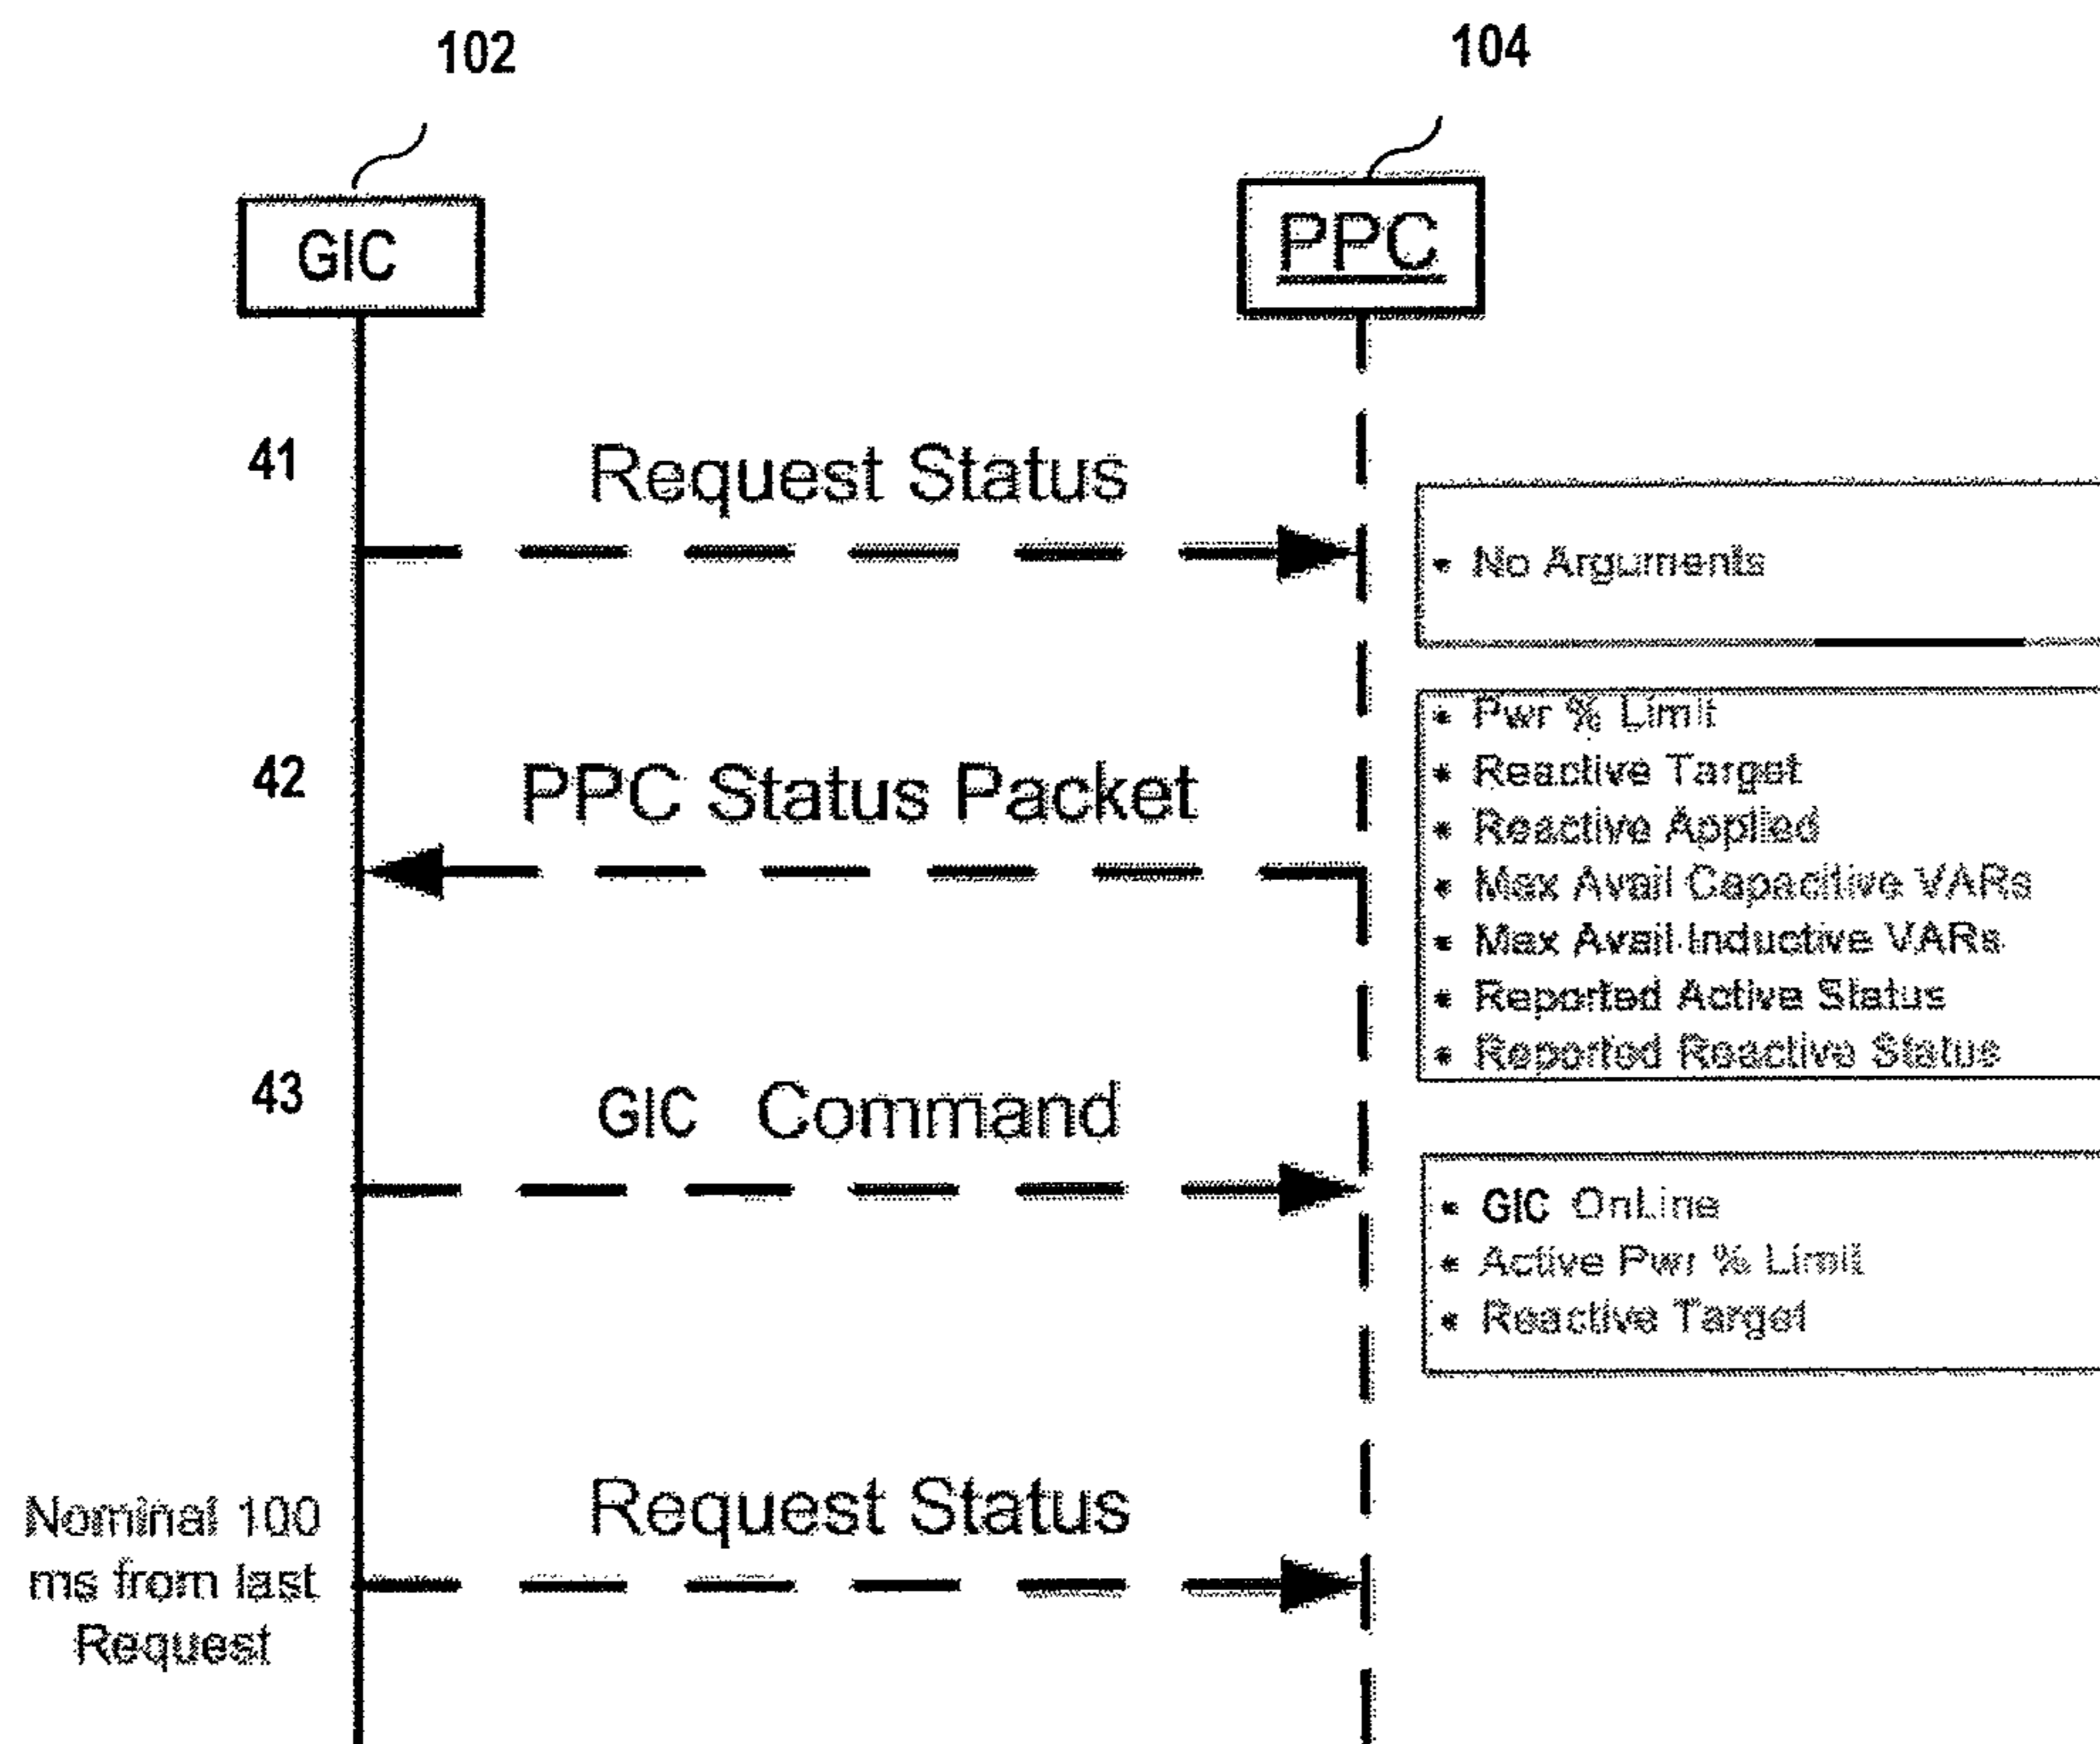 102
104
GIC
PPC
41
Request Status
• No Arguments
42
PPC Status Packet
• Pwr % Limit
• Reactive Target
• Reactive Applied
• Max Avail Capacitive VARs
• Max Avail Inductive VARs
• Reported Active Status
• Reported Reactive Status
43
GIC Command
• GIC OnLine
• Active Pwr % Limit
• Reactive Target
Request Status
Nominal 100
ms from last
Request